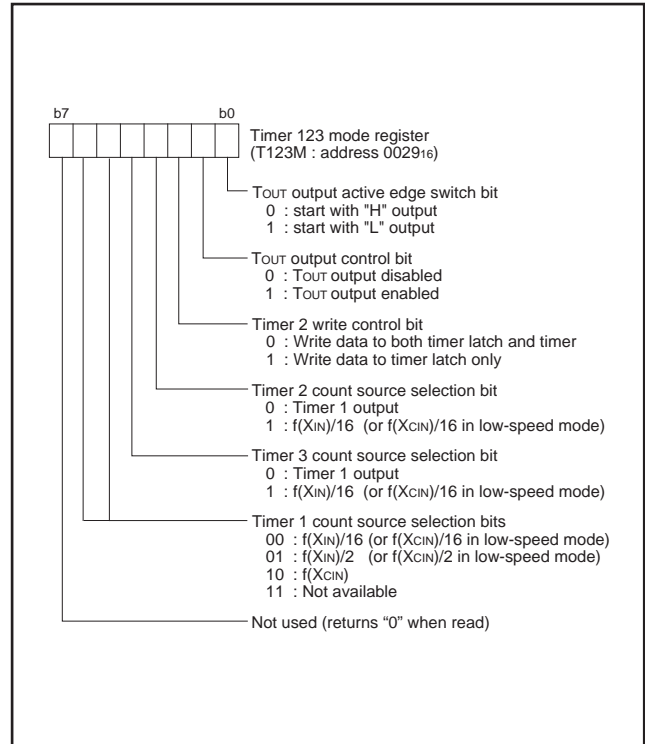 b7 b0
Timer 123 mode register
(T123M : address 002916)
TOUT output active edge switch bit
0 : start with "H" output
1 : start with "L" output
TOUT output control bit
0 : TOUT output disabled
1 : TOUT output enabled
Timer 2 write control bit
0 : Write data to both timer latch and timer
1 : Write data to timer latch only
Timer 2 count source selection bit
0 : Timer 1 output
1 : f(XIN)/16 (or f(XCIN)/16 in low-speed mode)
Timer 3 count source selection bit
0 : Timer 1 output
1 : f(XIN)/16 (or f(XCIN)/16 in low-speed mode)
Timer 1 count source selection bits
00 : f(XIN)/16 (or f(XCIN)/16 in low-speed mode)
01 : f(XIN)/2 (or f(XCIN)/2 in low-speed mode)
10 : f(XCIN)
11 : Not available
Not used (returns “0” when read)